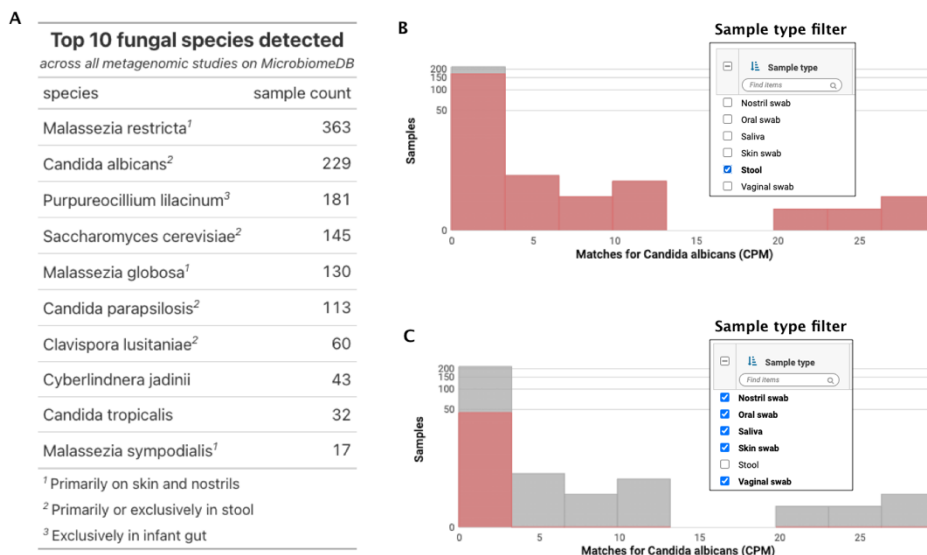 A
Top 10 fungal species detected
across all metagenomic studies on MicrobiomeDB
species sample count
Malassezia restricta1 363
Candida albicans2 229
Purpureocillium lilacinum3 181
Saccharomyces cerevisiae2 145
Malassezia globosa1 130
Candida parapsilosis2 113
Clavispora lusitaniae2 60
Cyberlindnera jadinii 43
Candida tropicalis 32
Malassezia sympodialis1 17
1 Primarily on skin and nostrils
2 Primarily or exclusively in stool
3 Exclusively in infant gut
B
Sample type filter
Sample type
Find items
Nostril swab
Oral swab
Saliva
Skin swab
Stool
Vaginal swab
Samples
200
150
100
50
0
0 5 10 15 20 25
Matches for Candida albicans (CPM)
C
Sample type filter
Sample type
Find items
Nostril swab
Oral swab
Saliva
Skin swab
Stool
Vaginal swab
Samples
200
150
100
50
0
0 5 10 15 20 25
Matches for Candida albicans (CPM)